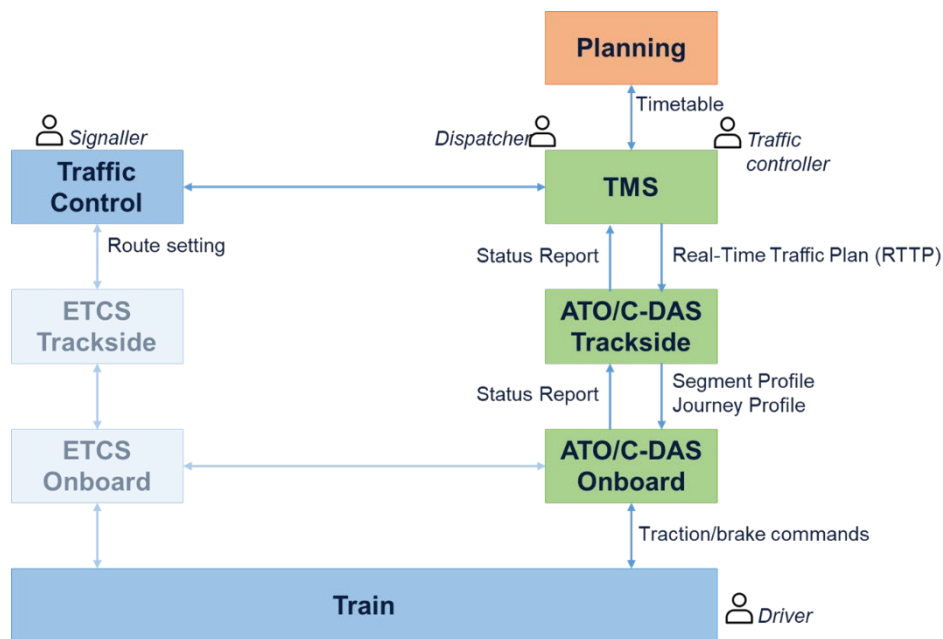 Planning
Timetable
Signaller
Dispatcher
Traffic
controller
Traffic
Control
TMS
Route setting
Status Report
Real-Time Traffic Plan (RTTP)
ETCS
Trackside
ATO/C-DAS
Trackside
Status Report
Segment Profile
Journey Profile
ETCS
Onboard
ATO/C-DAS
Onboard
Traction/brake commands
Train
Driver